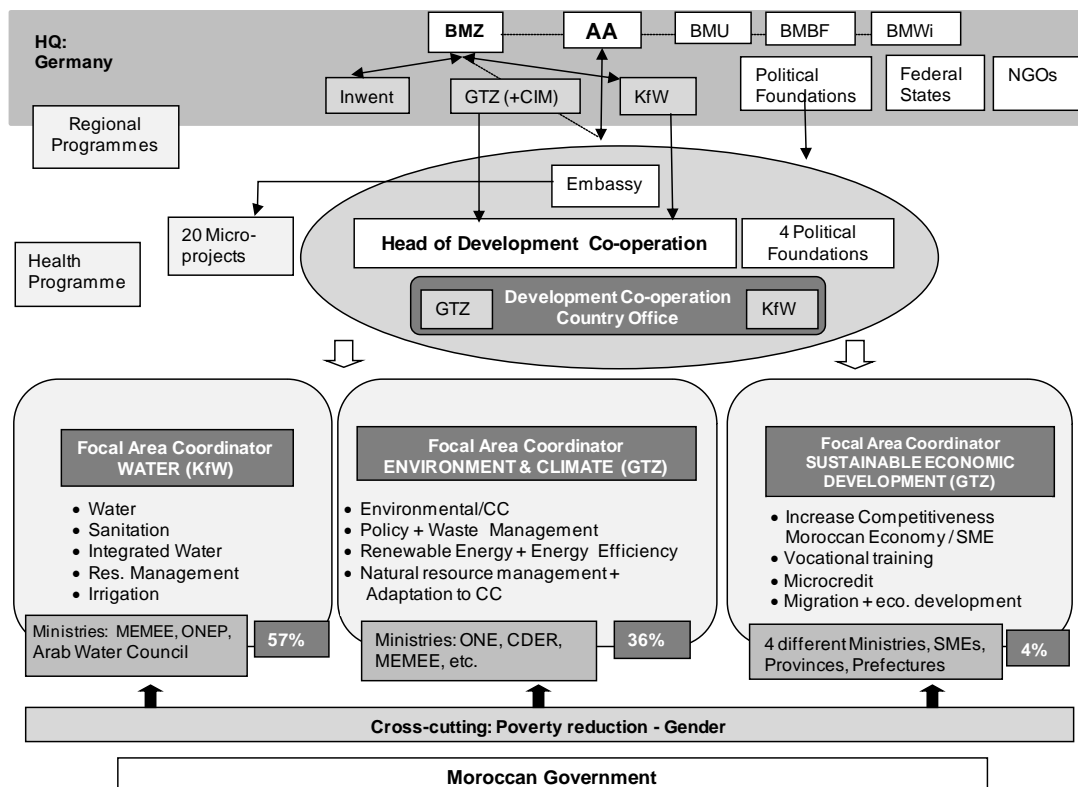 HQ:
Germany
BMZ
AA
BMU
BMBF
BMWi
Inwent
GTZ (+CIM)
KfW
Political
Foundations
Federal
States
NGOs
Regional
Programmes
Embassy
20 Micro-
projects
Head of Development Co-operation
4 Political
Foundations
Health
Programme
GTZ
Development Co-operation
Country Office
KfW
Focal Area Coordinator
WATER (KfW)
• Water
• Sanitation
• Integrated Water
• Res. Management
• Irrigation
Ministries: MEMEE, ONEP,
Arab Water Council
57%
Focal Area Coordinator
ENVIRONMENT & CLIMATE (GTZ)
• Environmental/CC
• Policy + Waste Management
• Renewable Energy + Energy Efficiency
• Natural resource management +
Adaptation to CC
Ministries: ONE, CDER,
MEMEE, etc.
36%
Focal Area Coordinator
SUSTAINABLE ECONOMIC
DEVELOPMENT (GTZ)
• Increase Competitiveness
Moroccan Economy / SME
• Vocational training
• Microcredit
• Migration + eco. development
4 different Ministries, SMEs,
Provinces, Prefectures
4%
Cross-cutting: Poverty reduction - Gender
Moroccan Government